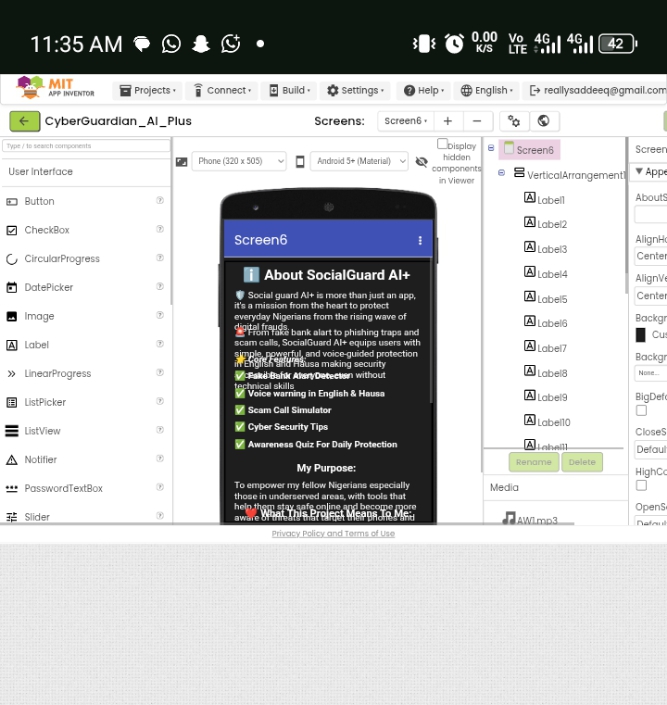 11:35 AM
0.00 K/S
Vo LTE
4G
4G
42
MIT
APP INVENTOR
Projects
Connect
Build
Settings
Help
English
reallysaddeeq@gmail.com
CyberGuardian_AI_Plus
Screens:
Screen6
Type / to search components
User Interface
Button
CheckBox
CircularProgress
DatePicker
Image
Label
LinearProgress
ListPicker
ListView
Notifier
PasswordTextBox
Slider
Phone (320 x 505)
Android 5+ (Material)
Display hidden components in Viewer
Screen6
ℹ️ About SocialGuard AI+
🛡️ Social guard AI+ is more than just an app,
it's a mission from the heart to protect
everyday Nigerians from the rising wave of
digital frauds.
🚨 From fake bank alert to phishing traps and
scam calls, SocialGuard AI+ equips users with
simple, powerful, and voice-guided protection
in English and Hausa making security
even without
technical skills
🌟 Core Features:
✅ Fake Bank Alert Detector
✅ Voice warning in English & Hausa
✅ Scam Call Simulator
✅ Cyber Security Tips
✅ Awareness Quiz For Daily Protection
My Purpose:
To empower my fellow Nigerians especially
those in underserved areas, with tools that
help them stay safe online and become more
aware of threats that target their phones and
❤️ What This Project Means To Me:
Screen6
VerticalArrangement1
Label1
Label2
Label3
Label4
Label5
Label6
Label7
Label8
Label9
Label10
Label11
Rename
Delete
Media
AW1.mp3
Screen
Appe
AboutS
AlignHo
Center
AlignVe
Center
Backgr
Cus
Backgr
None...
BigDefa
CloseS
Defaul
HighCo
OpenSc
Defaul
Privacy Policy and Terms of Use